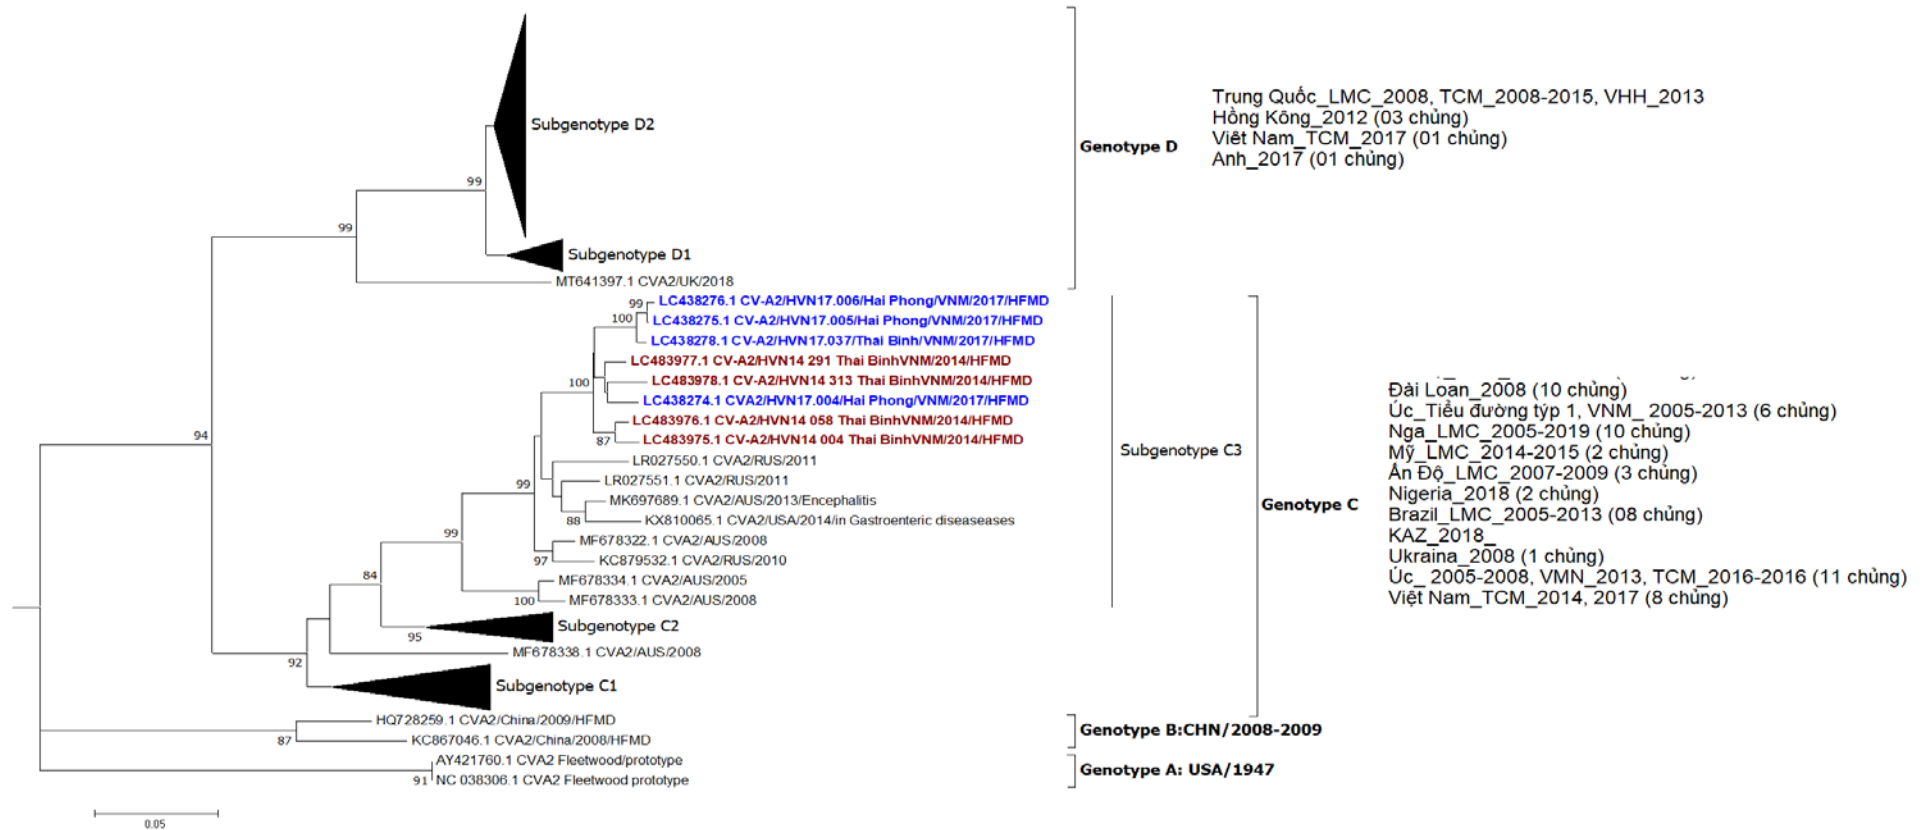 Subgenotype D2
99
99
Subgenotype D1
MT641397.1 CVA2/UK/2018
Genotype D
Trung Quốc_LMC_2008, TCM_2008-2015, VHH_2013
Hồng Kông_2012 (03 chủng)
Viêt Nam_TCM_2017 (01 chủng)
Anh_2017 (01 chủng)
99
LC438276.1 CV-A2/HVN17.006/Hai Phong/VNM/2017/HFMD
100
LC438275.1 CV-A2/HVN17.005/Hai Phong/VNM/2017/HFMD
LC438278.1 CV-A2/HVN17.037/Thai Binh/VNM/2017/HFMD
LC483977.1 CV-A2/HVN14 291 Thai BinhVNM/2014/HFMD
100
LC483978.1 CV-A2/HVN14 313 Thai BinhVNM/2014/HFMD
LC438274.1 CVA2/HVN17.004/Hai Phong/VNM/2017/HFMD
LC483976.1 CV-A2/HVN14 058 Thai BinhVNM/2014/HFMD
87
LC483975.1 CV-A2/HVN14 004 Thai BinhVNM/2014/HFMD
94
LR027550.1 CVA2/RUS/2011
LR027551.1 CVA2/RUS/2011
99
MK697689.1 CVA2/AUS/2013/Encephalitis
88
KX810065.1 CVA2/USA/2014/in Gastroenteric diseaseases
99
MF678322.1 CVA2/AUS/2008
97
KC879532.1 CVA2/RUS/2010
84
MF678334.1 CVA2/AUS/2005
100
MF678333.1 CVA2/AUS/2008
95
Subgenotype C2
92
MF678338.1 CVA2/AUS/2008
Subgenotype C1
Subgenotype C3
Genotype C
Đài Loan_2008 (10 chủng)
Úc_Tiểu đường týp 1, VNM_ 2005-2013 (6 chủng)
Nga_LMC_2005-2019 (10 chủng)
Mỹ_LMC_2014-2015 (2 chủng)
Ấn Độ_LMC_2007-2009 (3 chủng)
Nigeria_2018 (2 chủng)
Brazil_LMC_2005-2013 (08 chủng)
KAZ_2018_
Ukraina_2008 (1 chủng)
Úc_ 2005-2008, VMN_2013, TCM_2016-2016 (11 chủng)
Việt Nam_TCM_2014, 2017 (8 chủng)
HQ728259.1 CVA2/China/2009/HFMD
87
KC867046.1 CVA2/China/2008/HFMD
Genotype B:CHN/2008-2009
AY421760.1 CVA2 Fleetwood/prototype
91
NC 038306.1 CVA2 Fleetwood prototype
Genotype A: USA/1947
0.05